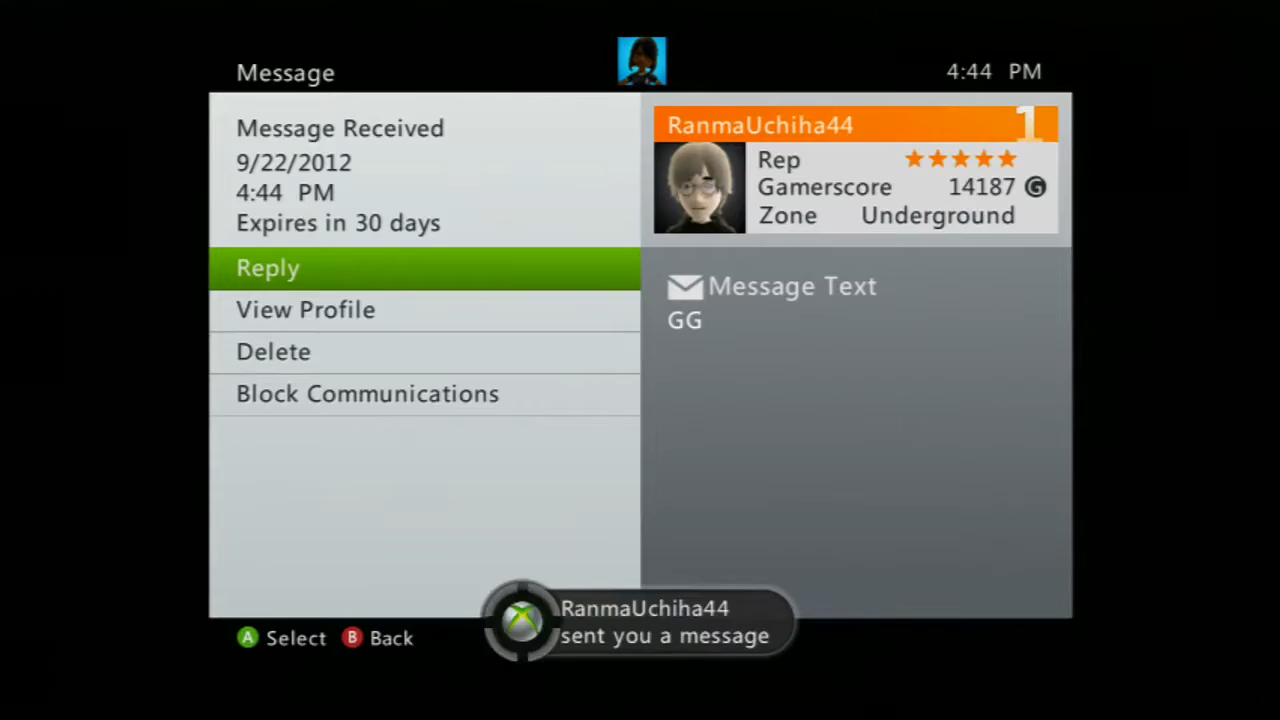 Message
4:44 PM
Message Received
9/22/2012
4:44 PM
Expires in 30 days
Reply
View Profile
Delete
Block Communications
RanmaUchiha44
1
Rep ★★★★★
Gamerscore 14187 G
Zone Underground
Message Text
GG
A Select B Back
RanmaUchiha44
sent you a message